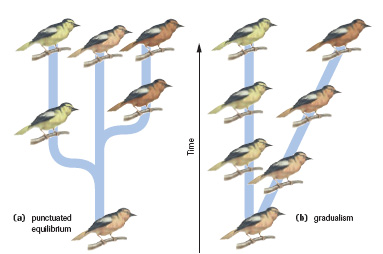 Time
(a) punctuated
equilibrium
(b) gradualism